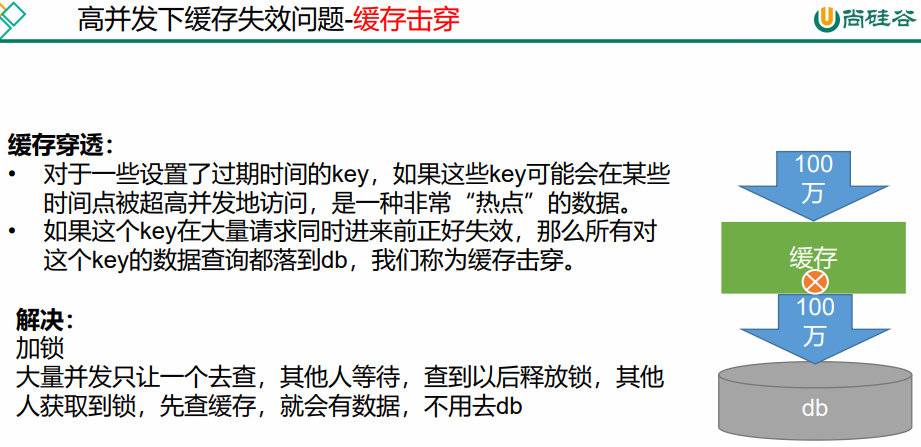 高并发下缓存失效问题-缓存击穿
尚硅谷
缓存穿透：
• 对于一些设置了过期时间的key，如果这些key可能会在某些
时间点被超高并发地访问，是一种非常“热点”的数据。
• 如果这个key在大量请求同时进来前正好失效，那么所有对
这个key的数据查询都落到db，我们称为缓存击穿。
解决：
加锁
大量并发只让一个去查，其他人等待，查到以后释放锁，其他
人获取到锁，先查缓存，就会有数据，不用去db
100
万
缓存
100
万
db